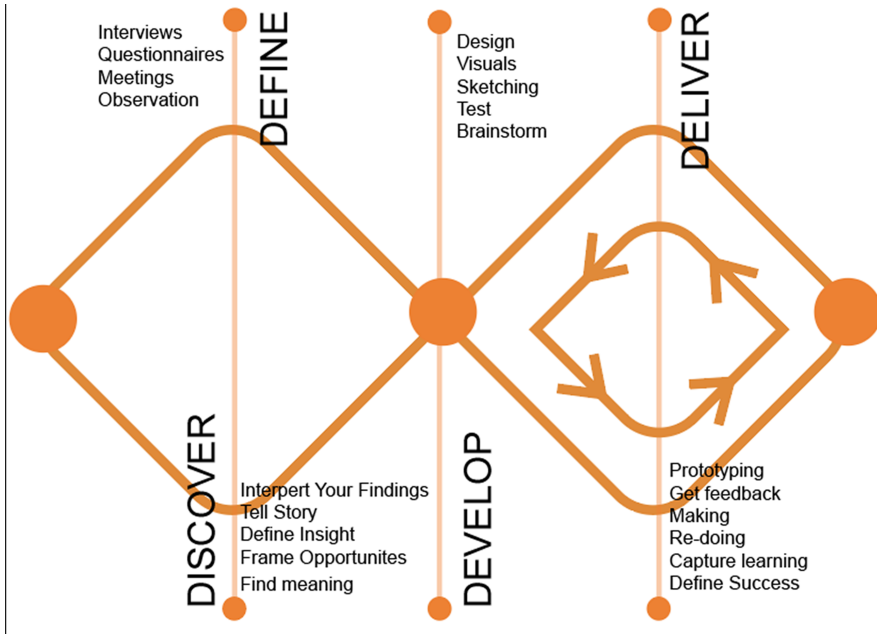 Interviews
Questionnaires
Meetings
Observation
DEFINE
Design
Visuals
Sketching
Test
Brainstorm
DELIVER
DISCOVER
Interpert Your Findings
Tell Story
Define Insight
Frame Opportunites
Find meaning
DEVELOP
Prototyping
Get feedback
Making
Re-doing
Capture learning
Define Success